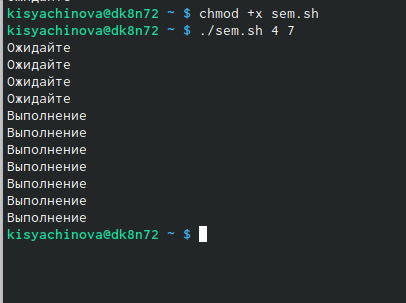 Ожидайте
kisyachinova@dk8n72 ~ $ chmod +x sem.sh
kisyachinova@dk8n72 ~ $ ./sem.sh 4 7
Ожидайте
Ожидайте
Ожидайте
Ожидайте
Выполнение
Выполнение
Выполнение
Выполнение
Выполнение
Выполнение
Выполнение
kisyachinova@dk8n72 ~ $